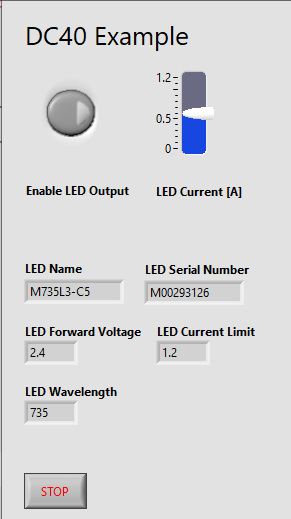 DC40 Example
1.2
0.5
0
Enable LED Output
LED Current [A]
LED Name
LED Serial Number
M735L3-C5
M00293126
LED Forward Voltage
LED Current Limit
2.4
1.2
LED Wavelength
735
STOP